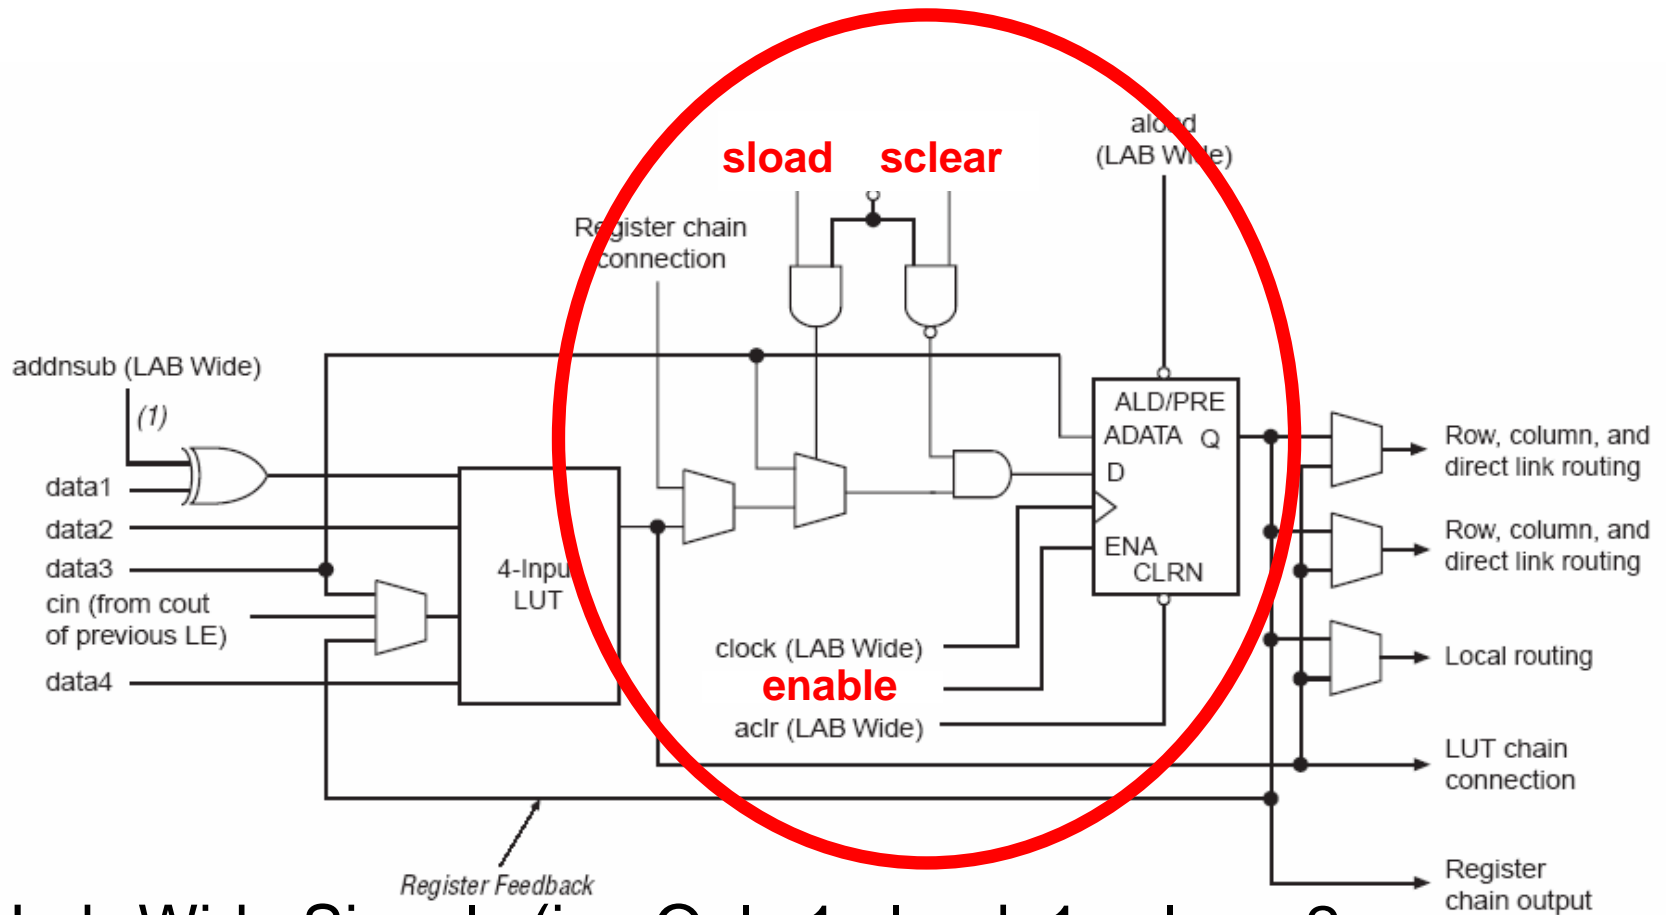 aload
(LAB Wide)
sload sclear
Register chain
connection
addnsub (LAB Wide)
(1)
data1
data2
data3
cin (from cout
of previous LE)
data4
4-Input
LUT
ALD/PRE
ADATA Q
D
ENA
CLRN
clock (LAB Wide)
enable
aclr (LAB Wide)
Row, column, and
direct link routing
Row, column, and
direct link routing
Local routing
LUT chain
connection
Register
chain output
Register Feedback